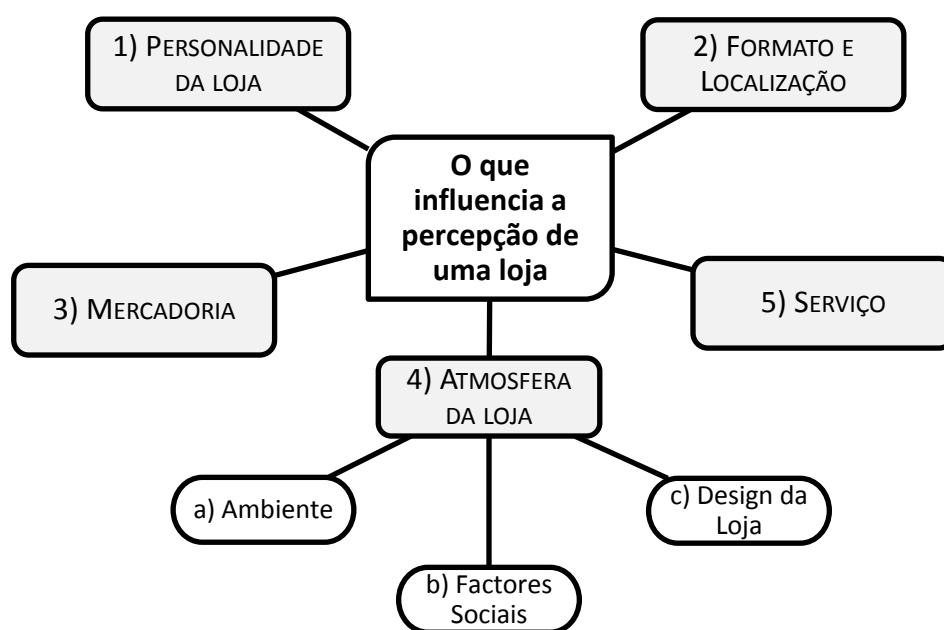 1) PERSONALIDADE
DA LOJA
2) FORMATO E
LOCALIZAÇÃO
O que
influencia a
percepção de
uma loja
3) MERCADORIA
5) SERVIÇO
4) ATMOSFERA
DA LOJA
a) Ambiente
c) Design da
Loja
b) Factores
Sociais